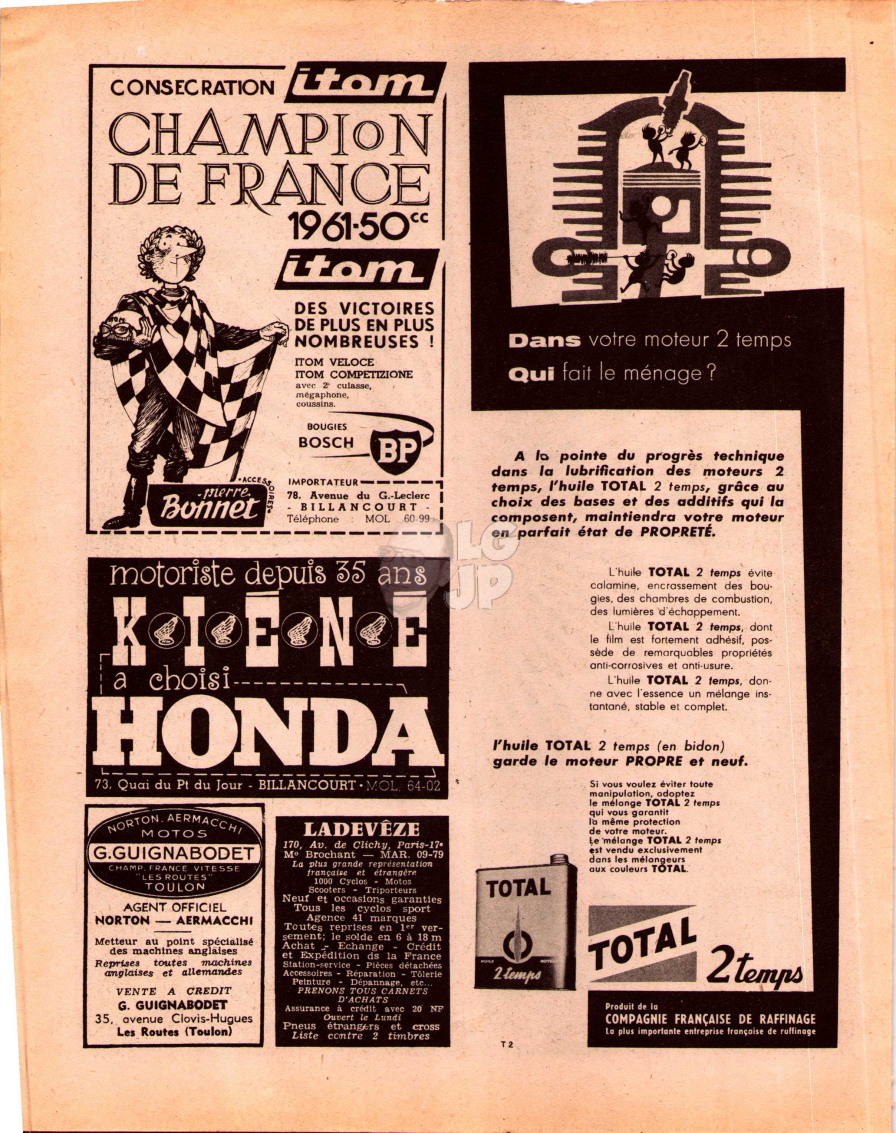 CONSECRATION itom
CHAMPION
DE FRANCE
1961-50cc
itom
DES VICTOIRES
DE PLUS EN PLUS
NOMBREUSES !
ITOM VELOCE
ITOM COMPETIZIONE
avec 2e culasse,
mégaphone,
coussins.
BOUGIES
BOSCH
BP
ACCESSOIRES
pierre
Bonnet
IMPORTATEUR
78. Avenue du G.-Leclerc
- BILLANCOURT -
Téléphone : MOL 60-99
motoriste depuis 35 ans
KIÉNÉ
a choisi
HONDA
73, Quai du Pt du Jour - BILLANCOURT • MOL. 64-02
NORTON. AERMACCHI
MOTOS
G.GUIGNABODET
CHAMP. FRANCE VITESSE
"LES ROUTES"
TOULON
AGENT OFFICIEL
NORTON — AERMACCHI
Metteur au point spécialisé
des machines anglaises
Reprises toutes machines
anglaises et allemandes
VENTE A CREDIT
G. GUIGNABODET
35, avenue Clovis-Hugues
Les Routes (Toulon)
LADEVÈZE
170, Av. de Clichy, Paris-17e
Mo Brochant — MAR. 09-79
La plus grande représentation
française et étrangère
1000 Cyclos - Motos
Scooters - Triporteurs
Neuf et occasions garanties
Tous les cyclos sport
Agence 41 marques
Toutes reprises en 1er ver-
sement; le solde en 6 à 18 m
Achat - Echange - Crédit
et Expédition de la France
Station-service - Pièces détachées
Accessoires - Réparation - Tôlerie
Peinture - Dépannage, etc...
PRENONS TOUS CARNETS
D'ACHATS
Assurance à crédit avec 20 NF
Ouvert le Lundi
Pneus étrangers et cross
Liste contre 2 timbres
Dans votre moteur 2 temps
Qui fait le ménage ?
A la pointe du progrès technique
dans la lubrification des moteurs 2
temps, l'huile TOTAL 2 temps, grâce au
choix des bases et des additifs qui la
composent, maintiendra votre moteur
en parfait état de PROPRETÉ.
L'huile TOTAL 2 temps évite
calamine, encrassement des bou-
gies, des chambres de combustion,
des lumières d'échappement.
L'huile TOTAL 2 temps, dont
le film est fortement adhésif, pos-
sède de remarquables propriétés
anti-corrosives et anti-usure.
L'huile TOTAL 2 temps, don-
ne avec l'essence un mélange ins-
tantané, stable et complet.
l'huile TOTAL 2 temps (en bidon)
garde le moteur PROPRE et neuf.
Si vous voulez éviter toute
manipulation, adoptez
le mélange TOTAL 2 temps
qui vous garantit
la même protection
de votre moteur.
Le mélange TOTAL 2 temps
est vendu exclusivement
dans les mélangeurs
aux couleurs TOTAL.
TOTAL
HUILE MOTEUR
2 temps
TOTAL
2 temps
Produit de la
COMPAGNIE FRANÇAISE DE RAFFINAGE
La plus importante entreprise française de raffinage
T 2
LG
UP